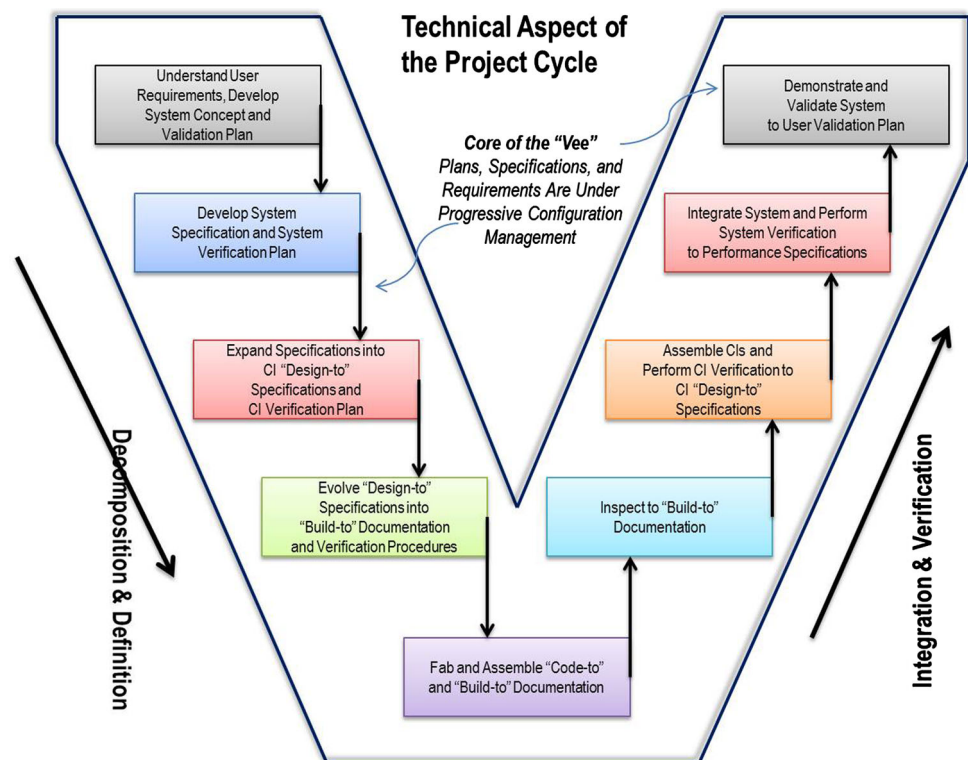 Technical Aspect of
the Project Cycle
Understand User
Requirements, Develop
System Concept and
Validation Plan
Demonstrate and
Validate System
to User Validation Plan
Core of the “Vee”
Plans, Specifications, and
Requirements Are Under
Progressive Configuration
Management
Develop System
Specification and System
Verification Plan
Integrate System and Perform
System Verification
to Performance Specifications
Expand Specifications into
CI “Design-to”
Specifications and
CI Verification Plan
Assemble CIs and
Perform CI Verification to
CI “Design-to”
Specifications
Evolve “Design-to”
Specifications into
“Build-to” Documentation
and Verification Procedures
Inspect to “Build-to”
Documentation
Fab and Assemble “Code-to”
and “Build-to” Documentation
Decomposition & Definition
Integration & Verification